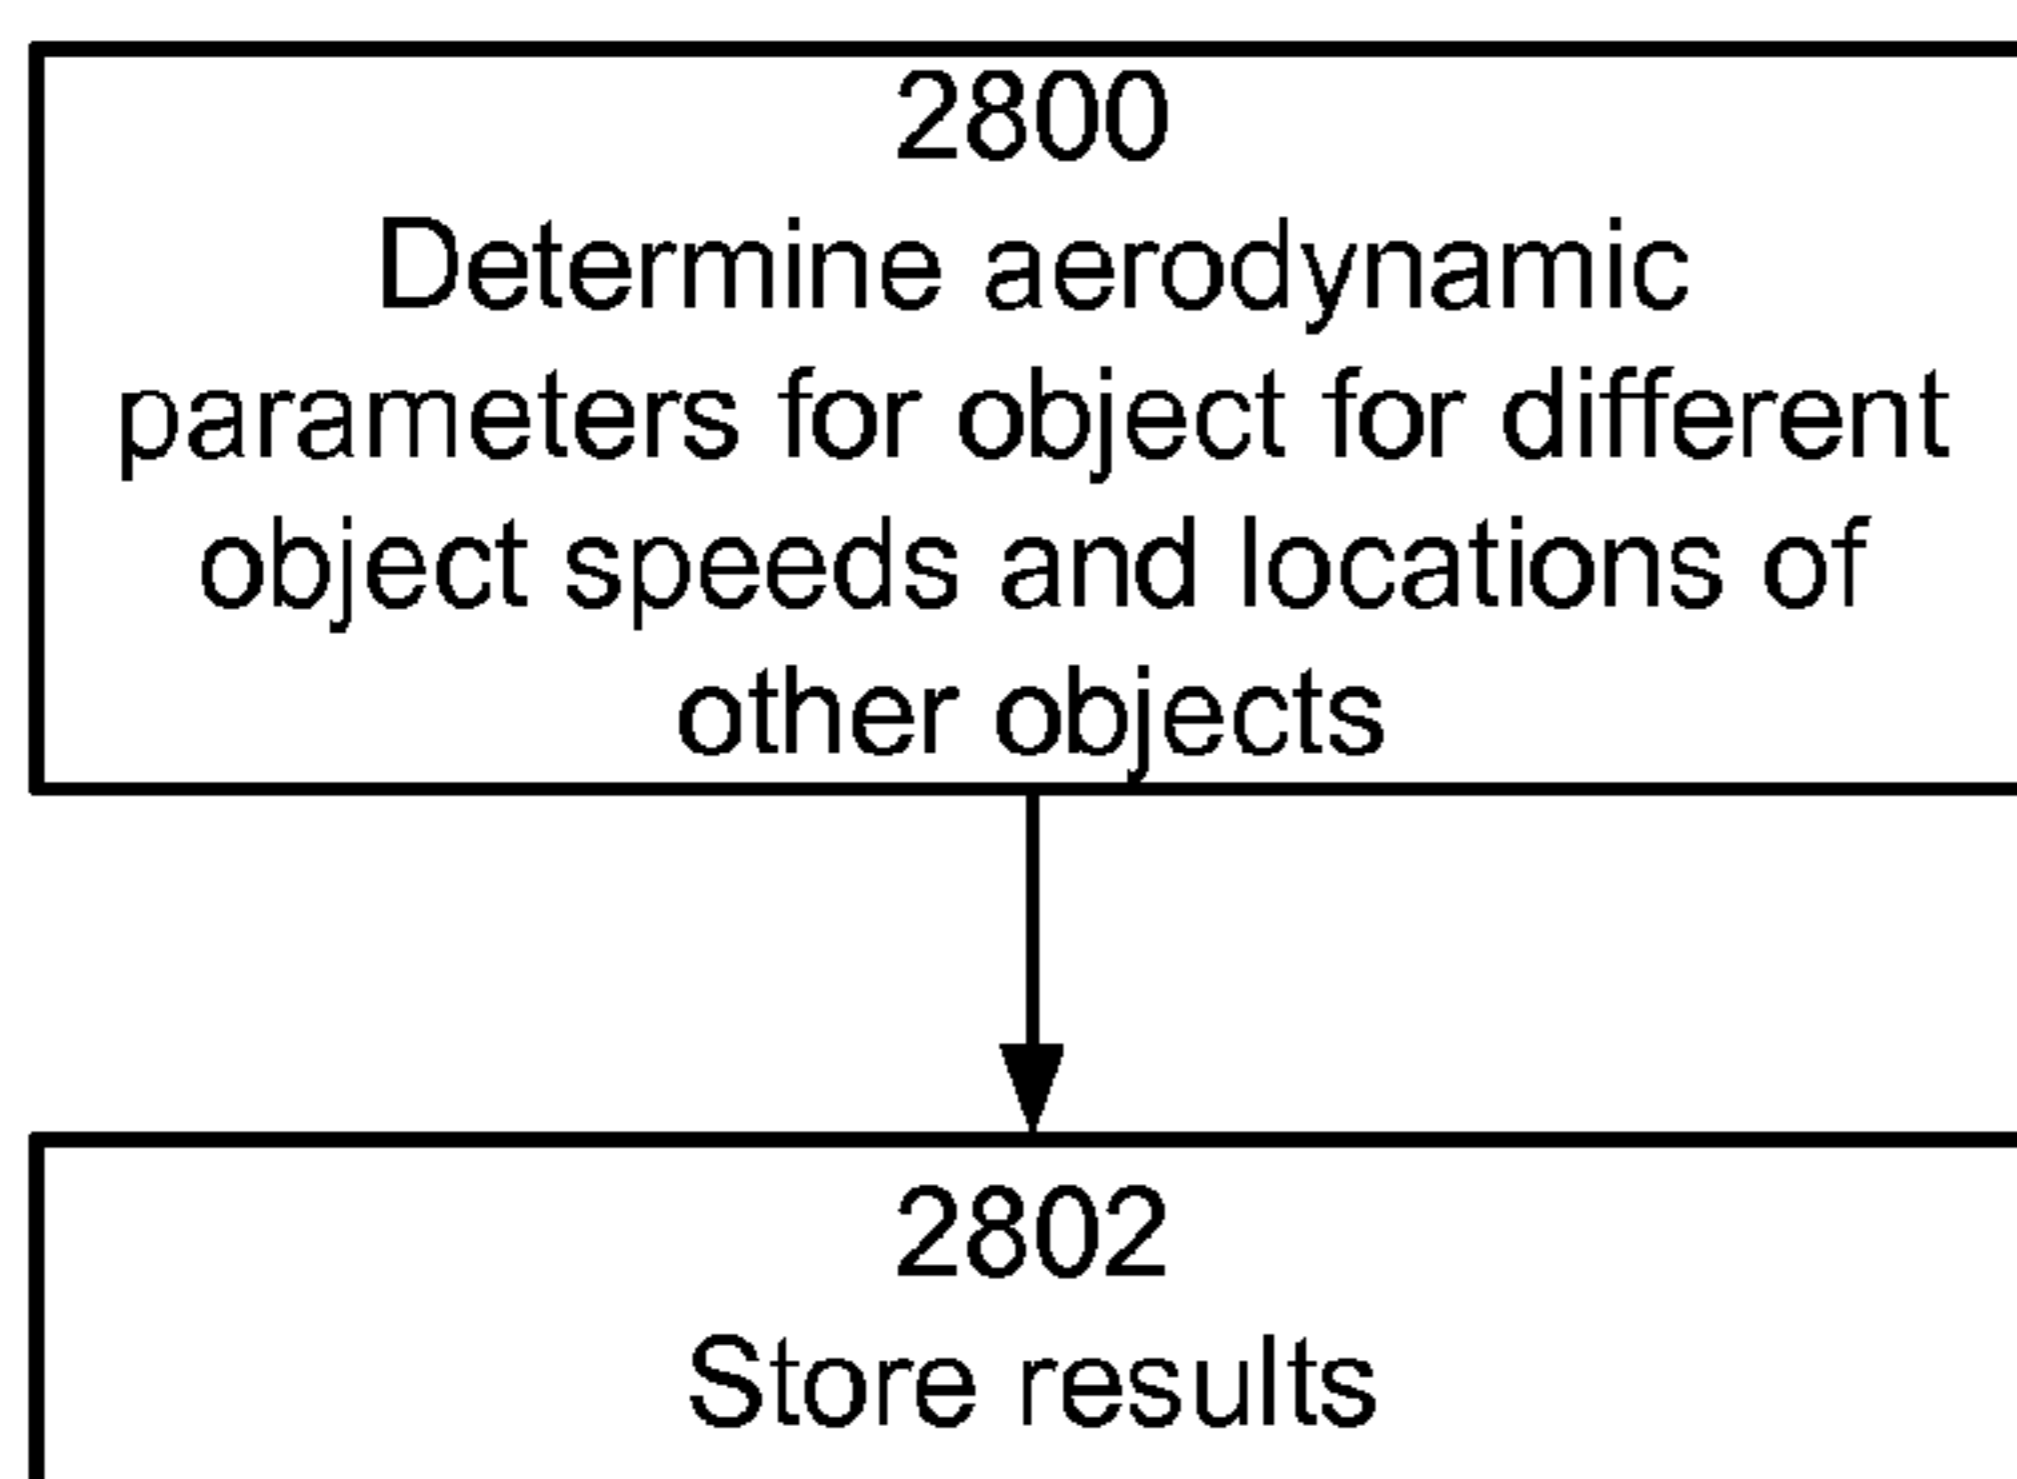 2800
Determine aerodynamic
parameters for object for different
object speeds and locations of
other objects
2802
Store results